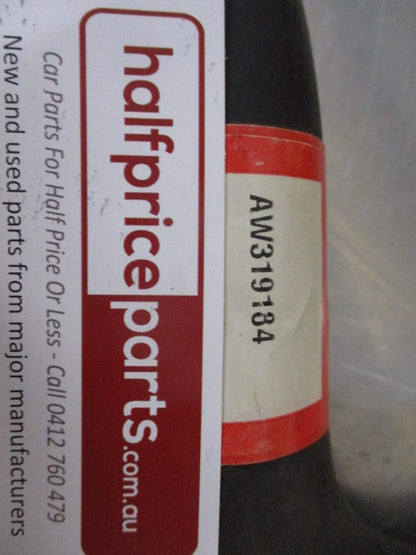 halfpriceparts.com.au
Car Parts For Half Price Or Less - Call 0412 760 479
New and used parts from major manufacturers
AW319184